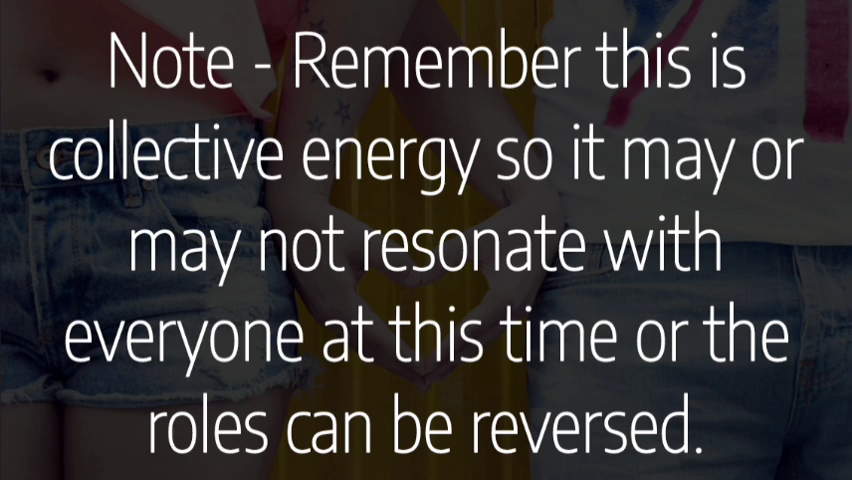 Note - Remember this is
collective energy so it may or
may not resonate with
everyone at this time or the
roles can be reversed.